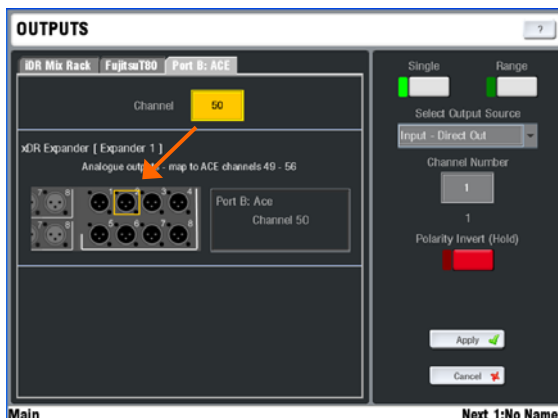 OUTPUTS
?
iDR Mix Rack FujitsuT80 Port B: ACE
Channel 50
xDR Expander [ Expander 1 ]
Analogue outputs - map to ACE channels 49 - 56
7 8 1 2 3 4
7 8 5 6 7 8
Port B: Ace
Channel 50
Single Range
Select Output Source
Input - Direct Out
Channel Number
1
1
Polarity Invert (Hold)
Apply
Cancel
Main Next 1:No Name